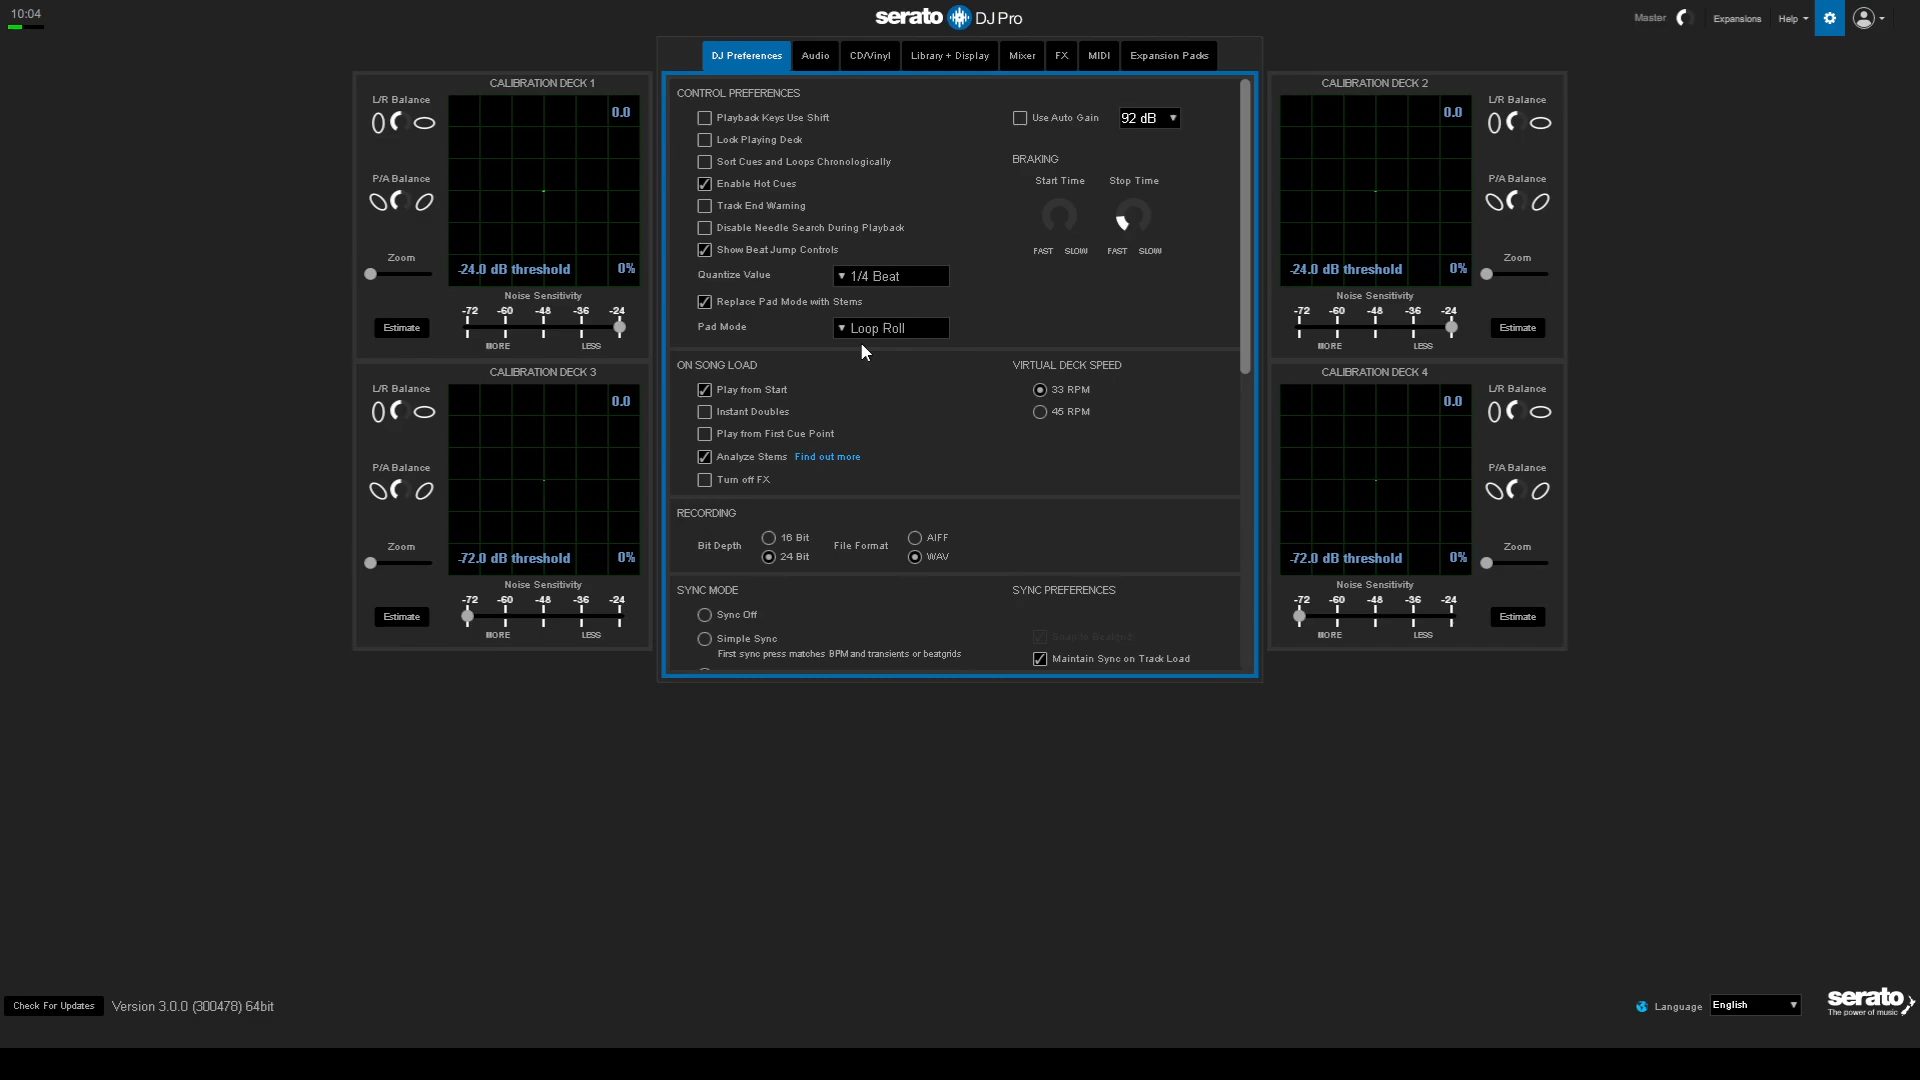 10:04
serato DJ Pro
Master
Expansions
Help
DJ Preferences
Audio
CD/Vinyl
Library + Display
Mixer
FX
MIDI
Expansion Packs
CALIBRATION DECK 1
L/R Balance
0.0
P/A Balance
Zoom
-24.0 dB threshold 0%
Noise Sensitivity
-72 -60 -48 -36 -24
Estimate
MORE LESS
CALIBRATION DECK 3
L/R Balance
0.0
P/A Balance
Zoom
-72.0 dB threshold 0%
Noise Sensitivity
-72 -60 -48 -36 -24
Estimate
MORE LESS
CONTROL PREFERENCES
Playback Keys Use Shift
Lock Playing Deck
Sort Cues and Loops Chronologically
Enable Hot Cues
Track End Warning
Disable Needle Search During Playback
Show Beat Jump Controls
Quantize Value 1/4 Beat
Replace Pad Mode with Stems
Pad Mode Loop Roll
Use Auto Gain 92 dB
BRAKING
Start Time Stop Time
FAST SLOW FAST SLOW
ON SONG LOAD
Play from Start
Instant Doubles
Play from First Cue Point
Analyze Stems Find out more
Turn off FX
VIRTUAL DECK SPEED
33 RPM
45 RPM
RECORDING
Bit Depth
16 Bit
24 Bit
File Format
AIFF
WAV
SYNC MODE
Sync Off
Simple Sync
First sync press matches BPM and transients or beatgrids
SYNC PREFERENCES
Snap to Beatgrid
Maintain Sync on Track Load
CALIBRATION DECK 2
0.0
L/R Balance
P/A Balance
Zoom
-24.0 dB threshold 0%
Noise Sensitivity
-72 -60 -48 -36 -24
Estimate
MORE LESS
CALIBRATION DECK 4
0.0
L/R Balance
P/A Balance
Zoom
-72.0 dB threshold 0%
Noise Sensitivity
-72 -60 -48 -36 -24
Estimate
MORE LESS
Check For Updates
Version 3.0.0 (300478) 64bit
Language English
serato
The power of music